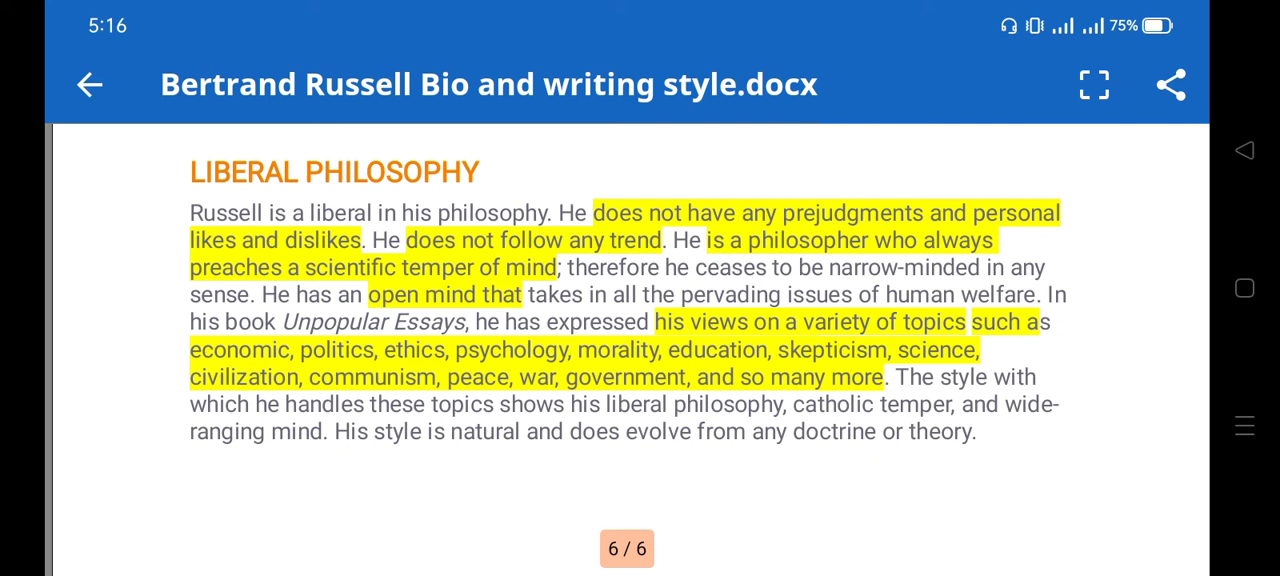 5:16
75%
Bertrand Russell Bio and writing style.docx
LIBERAL PHILOSOPHY
Russell is a liberal in his philosophy. He does not have any prejudgments and personal
likes and dislikes. He does not follow any trend. He is a philosopher who always
preaches a scientific temper of mind; therefore he ceases to be narrow-minded in any
sense. He has an open mind that takes in all the pervading issues of human welfare. In
his book Unpopular Essays, he has expressed his views on a variety of topics such as
economic, politics, ethics, psychology, morality, education, skepticism, science,
civilization, communism, peace, war, government, and so many more. The style with
which he handles these topics shows his liberal philosophy, catholic temper, and wide-
ranging mind. His style is natural and does evolve from any doctrine or theory.
6 / 6